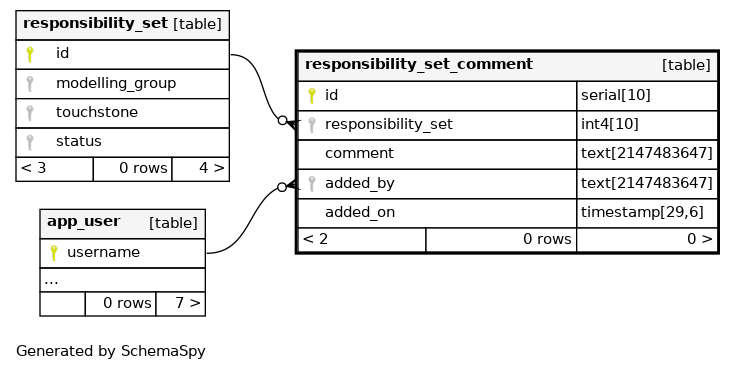 responsibility_set [table]
id
modelling_group
touchstone
status
< 3 0 rows 4 >
responsibility_set_comment [table]
id serial[10]
responsibility_set int4[10]
comment text[2147483647]
added_by text[2147483647]
added_on timestamp[29,6]
< 2 0 rows 0 >
app_user [table]
username
...
0 rows 7 >
Generated by SchemaSpy